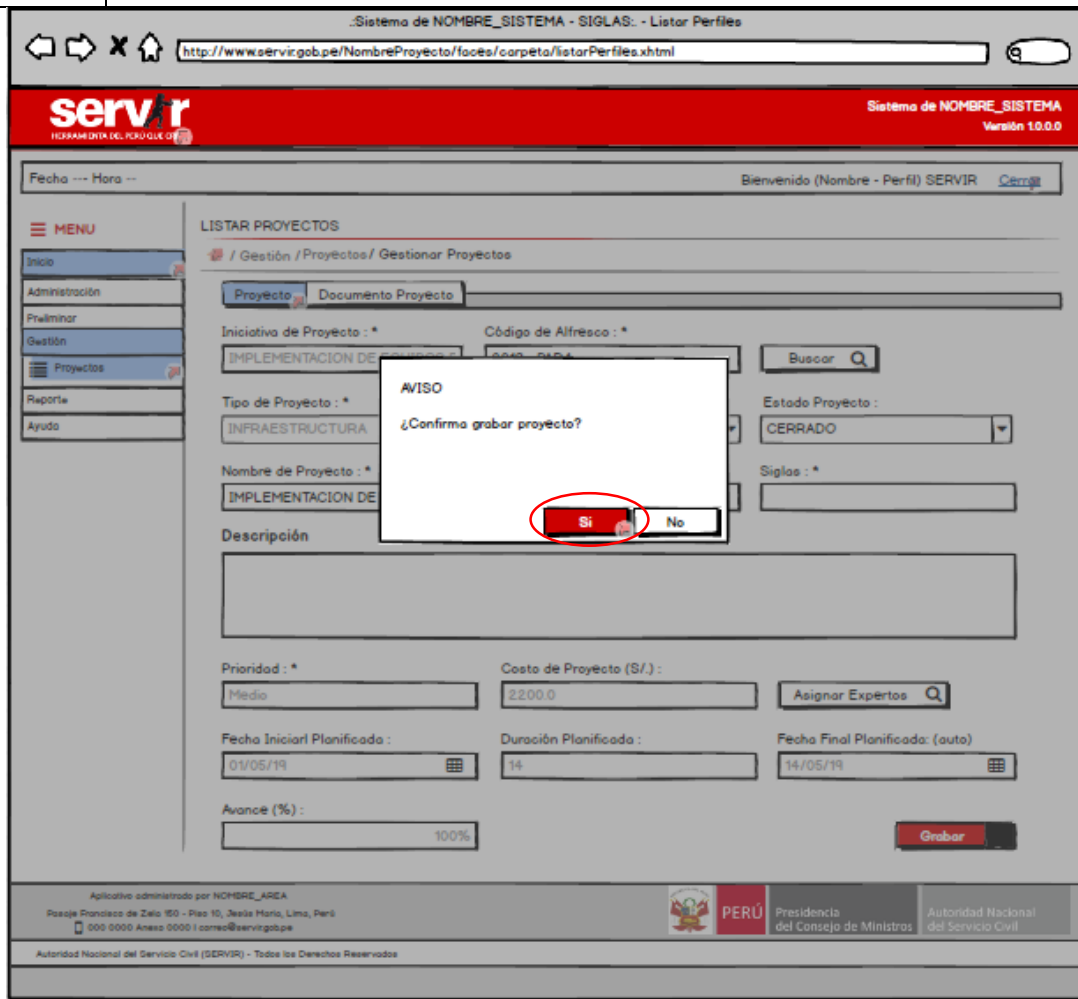 .:Sistema de NOMBRE_SISTEMA - SIGLAS:. - Listar Perfiles
http://www.servir.gob.pe/NombreProyecto/faces/carpeta/listarPerfiles.xhtml
servir
HERRAMIENTA DEL PERÚ QUE
Sistema de NOMBRE_SISTEMA
Versión 1.0.0.0
Fecha --- Hora --
Bienvenido (Nombre - Perfil) SERVIR
MENU
LISTAR PROYECTOS
/ Gestión / Proyectos / Gestionar Proyectos
Inicio
Administración
Preliminar
Gestión
Proyectos
Reporte
Ayuda
Proyecto
Documento Proyecto
Iniciativa de Proyecto : *
Código de Alfresco : *
IMPLEMENTACION DE
Buscar
Tipo de Proyecto : *
Estado Proyecto :
INFRAESTRUCTURA
CERRADO
Nombre de Proyecto : *
Siglas : *
IMPLEMENTACION DE
AVISO
¿Confirma grabar proyecto?
Si
No
Descripción
Prioridad : *
Costo de Proyecto (S/.) :
Medio
2200.0
Asignar Expertos
Fecha Iniciarl Planificada :
Duración Planificada :
Fecha Final Planificada: (auto)
01/05/19
14
14/05/19
Avance (%) :
100%
Grabar
Aplicativo administrado por NOMBRE_AREA
Pasaje Francisco de Zela 150 - Piso 10, Jesús María, Lima, Perú
000 0000 Anexo 0000 | correo@servir.gob.pe
PERÚ
Presidencia
del Consejo de Ministros
Autoridad Nacional
del Servicio Civil
Autoridad Nacional del Servicio Civil (SERVIR) - Todos los Derechos Reservados